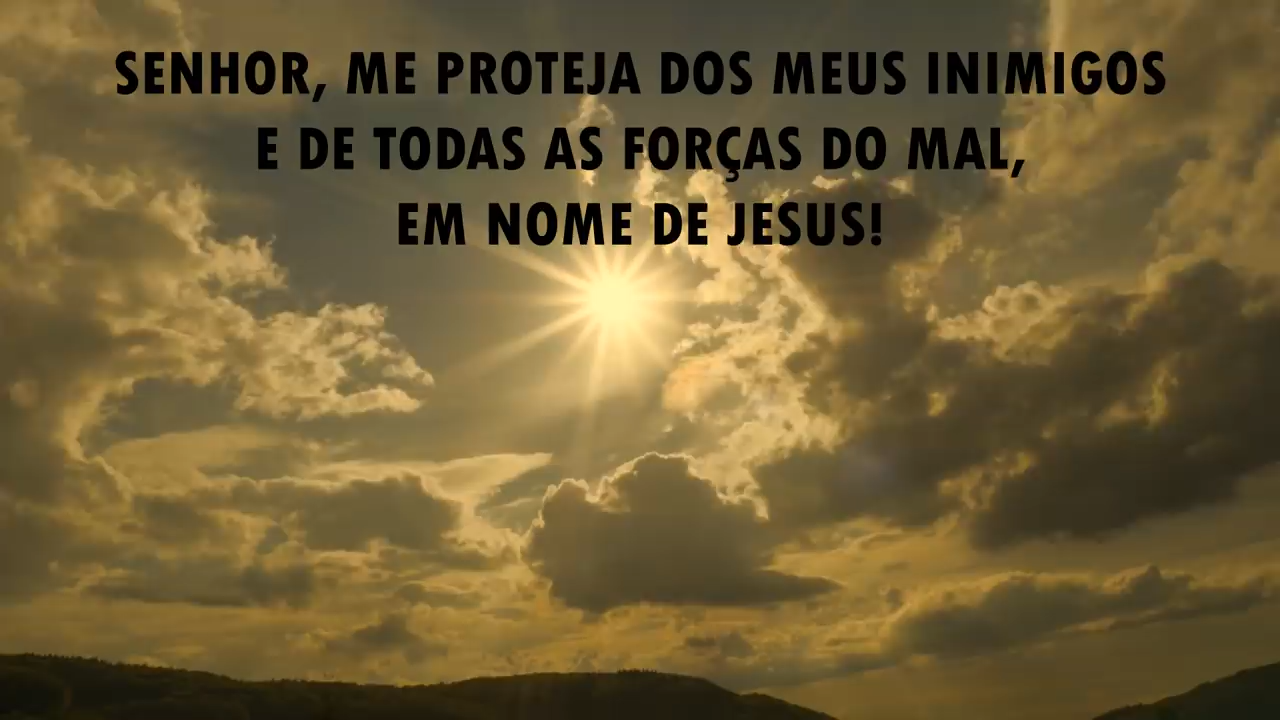 SENHOR, ME PROTEJA DOS MEUS INIMIGOS
E DE TODAS AS FORÇAS DO MAL,
EM NOME DE JESUS!